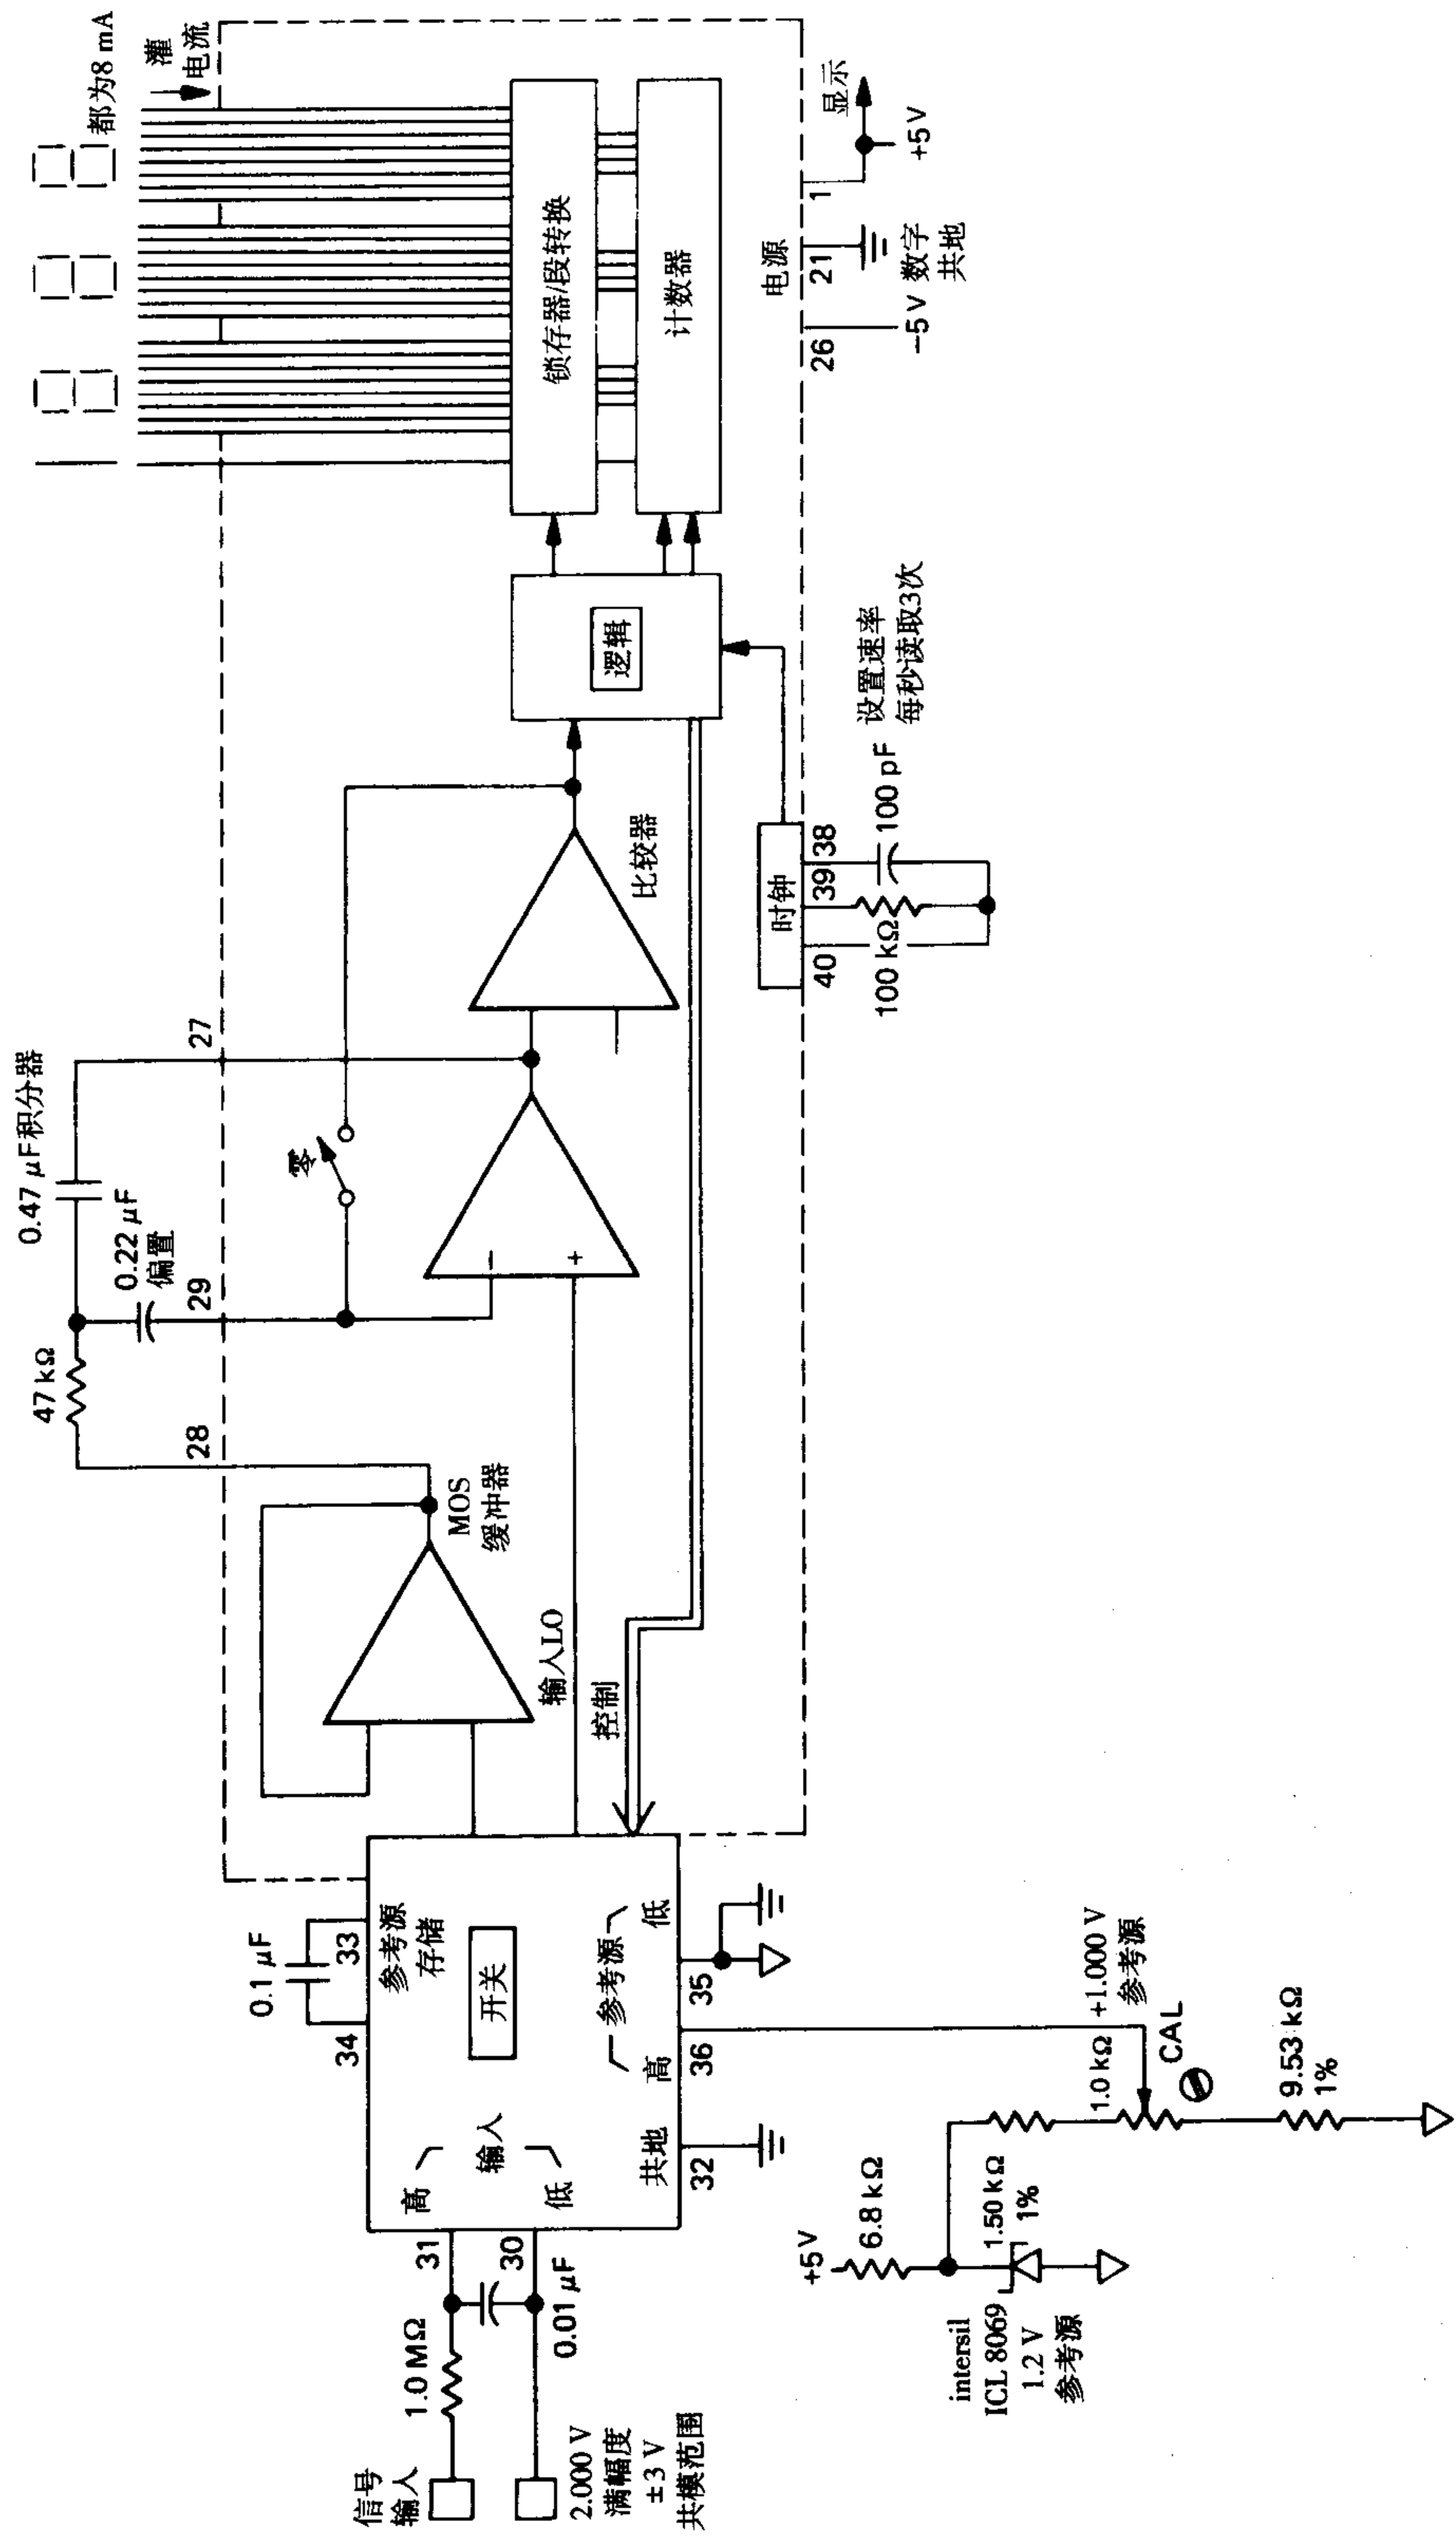 信号
输入
2.000 V
满幅度
±3 V
共模范围
1.0 MΩ
0.01 μF
31
30
高
输入
低
34
33
0.1 μF
参考源
存储
开关
共地
高
参考源
低
32
36
35
+5V
6.8 kΩ
intersil
ICL 8069
1.2 V
参考源
1.50 kΩ
1%
1.0 kΩ
CAL
+1.000 V
参考源
9.53 kΩ
1%
MOS
缓冲器
输入LO
控制
28
47 kΩ
29
0.22 μF
偏置
0.47 μF积分器
27
零
−
+
比较器
逻辑
时钟
40
39
38
100 kΩ
100 pF
设置速率
每秒读取3次
锁存器/段转换
计数器
都为8 mA
灌
电流
电源
26
21
1
−5V
数字
共地
+5V
显示